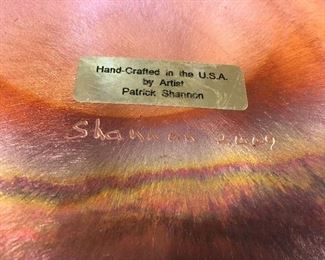 Hand-Crafted in the U.S.A.
by Artist
Patrick Shannon
Shannon